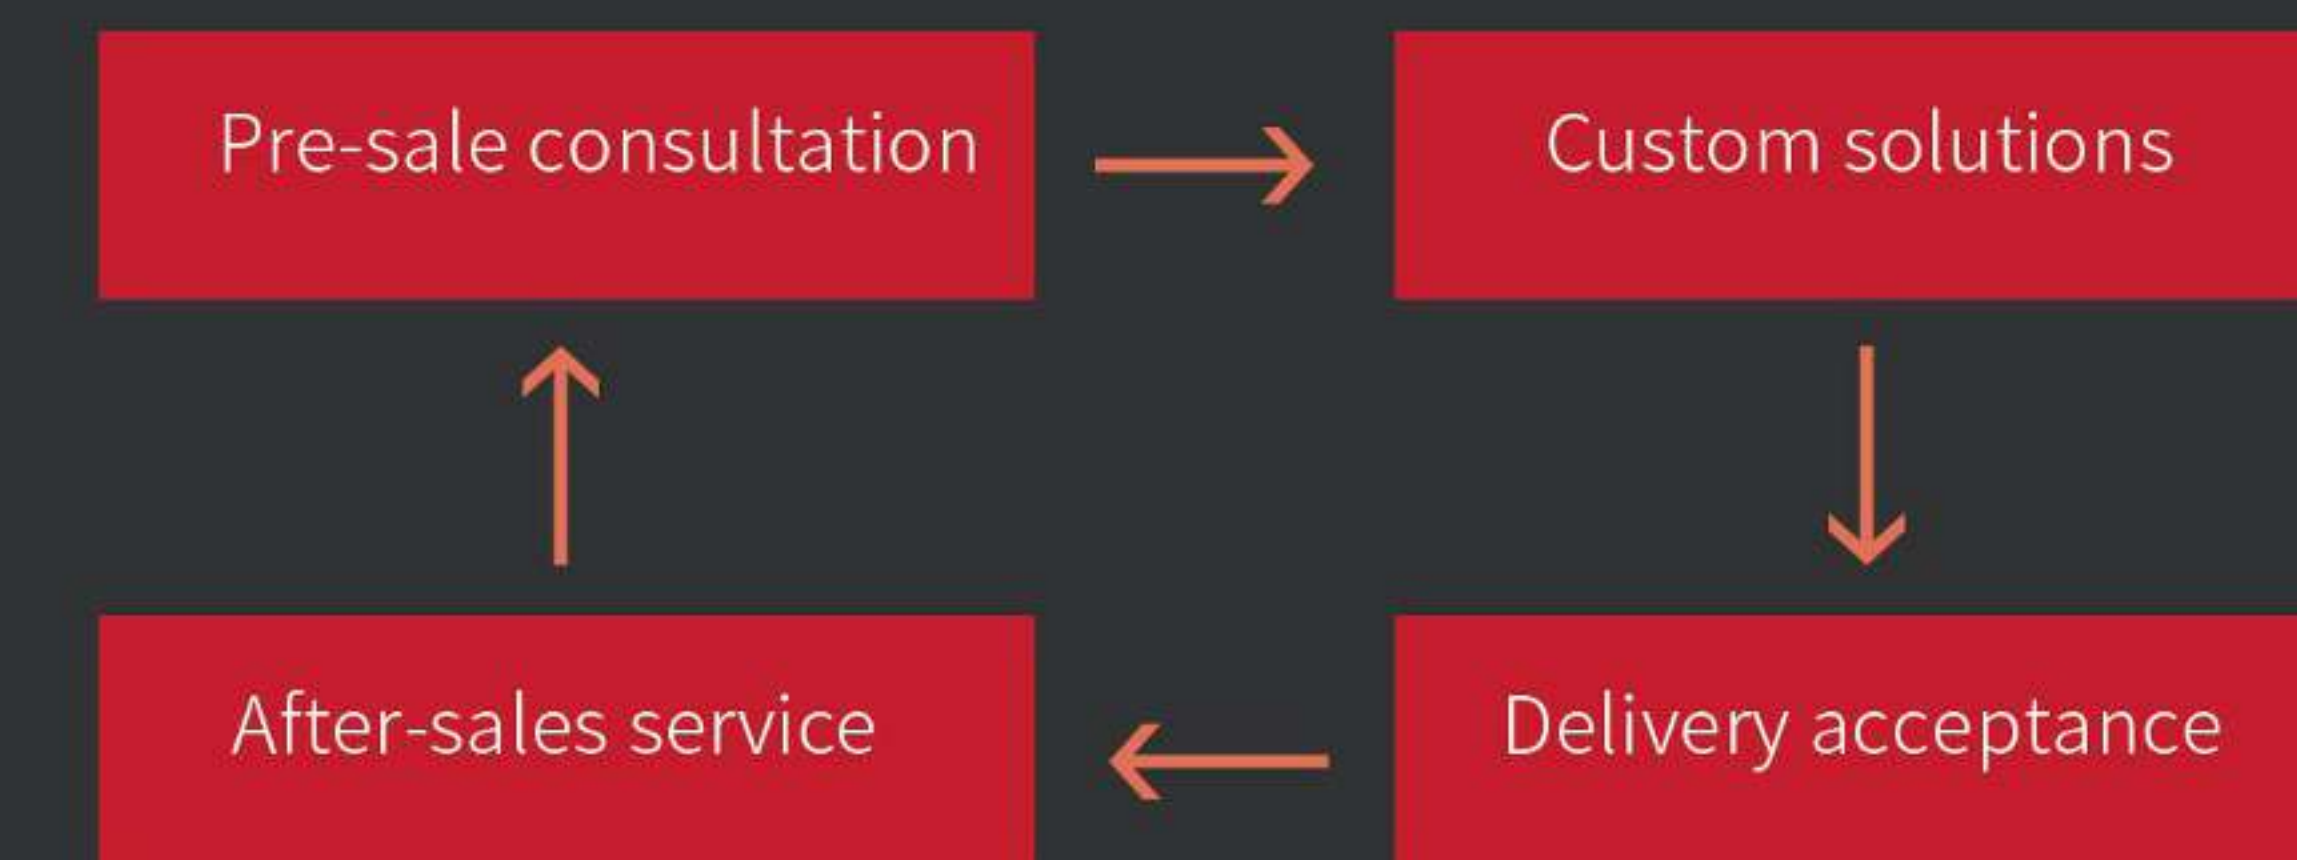 Pre-sale consultation
Custom solutions
After-sales service
Delivery acceptance